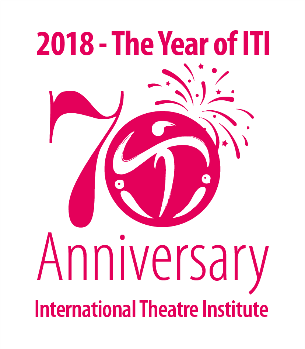 2018 - The Year of ITI
70
Anniversary
International Theatre Institute